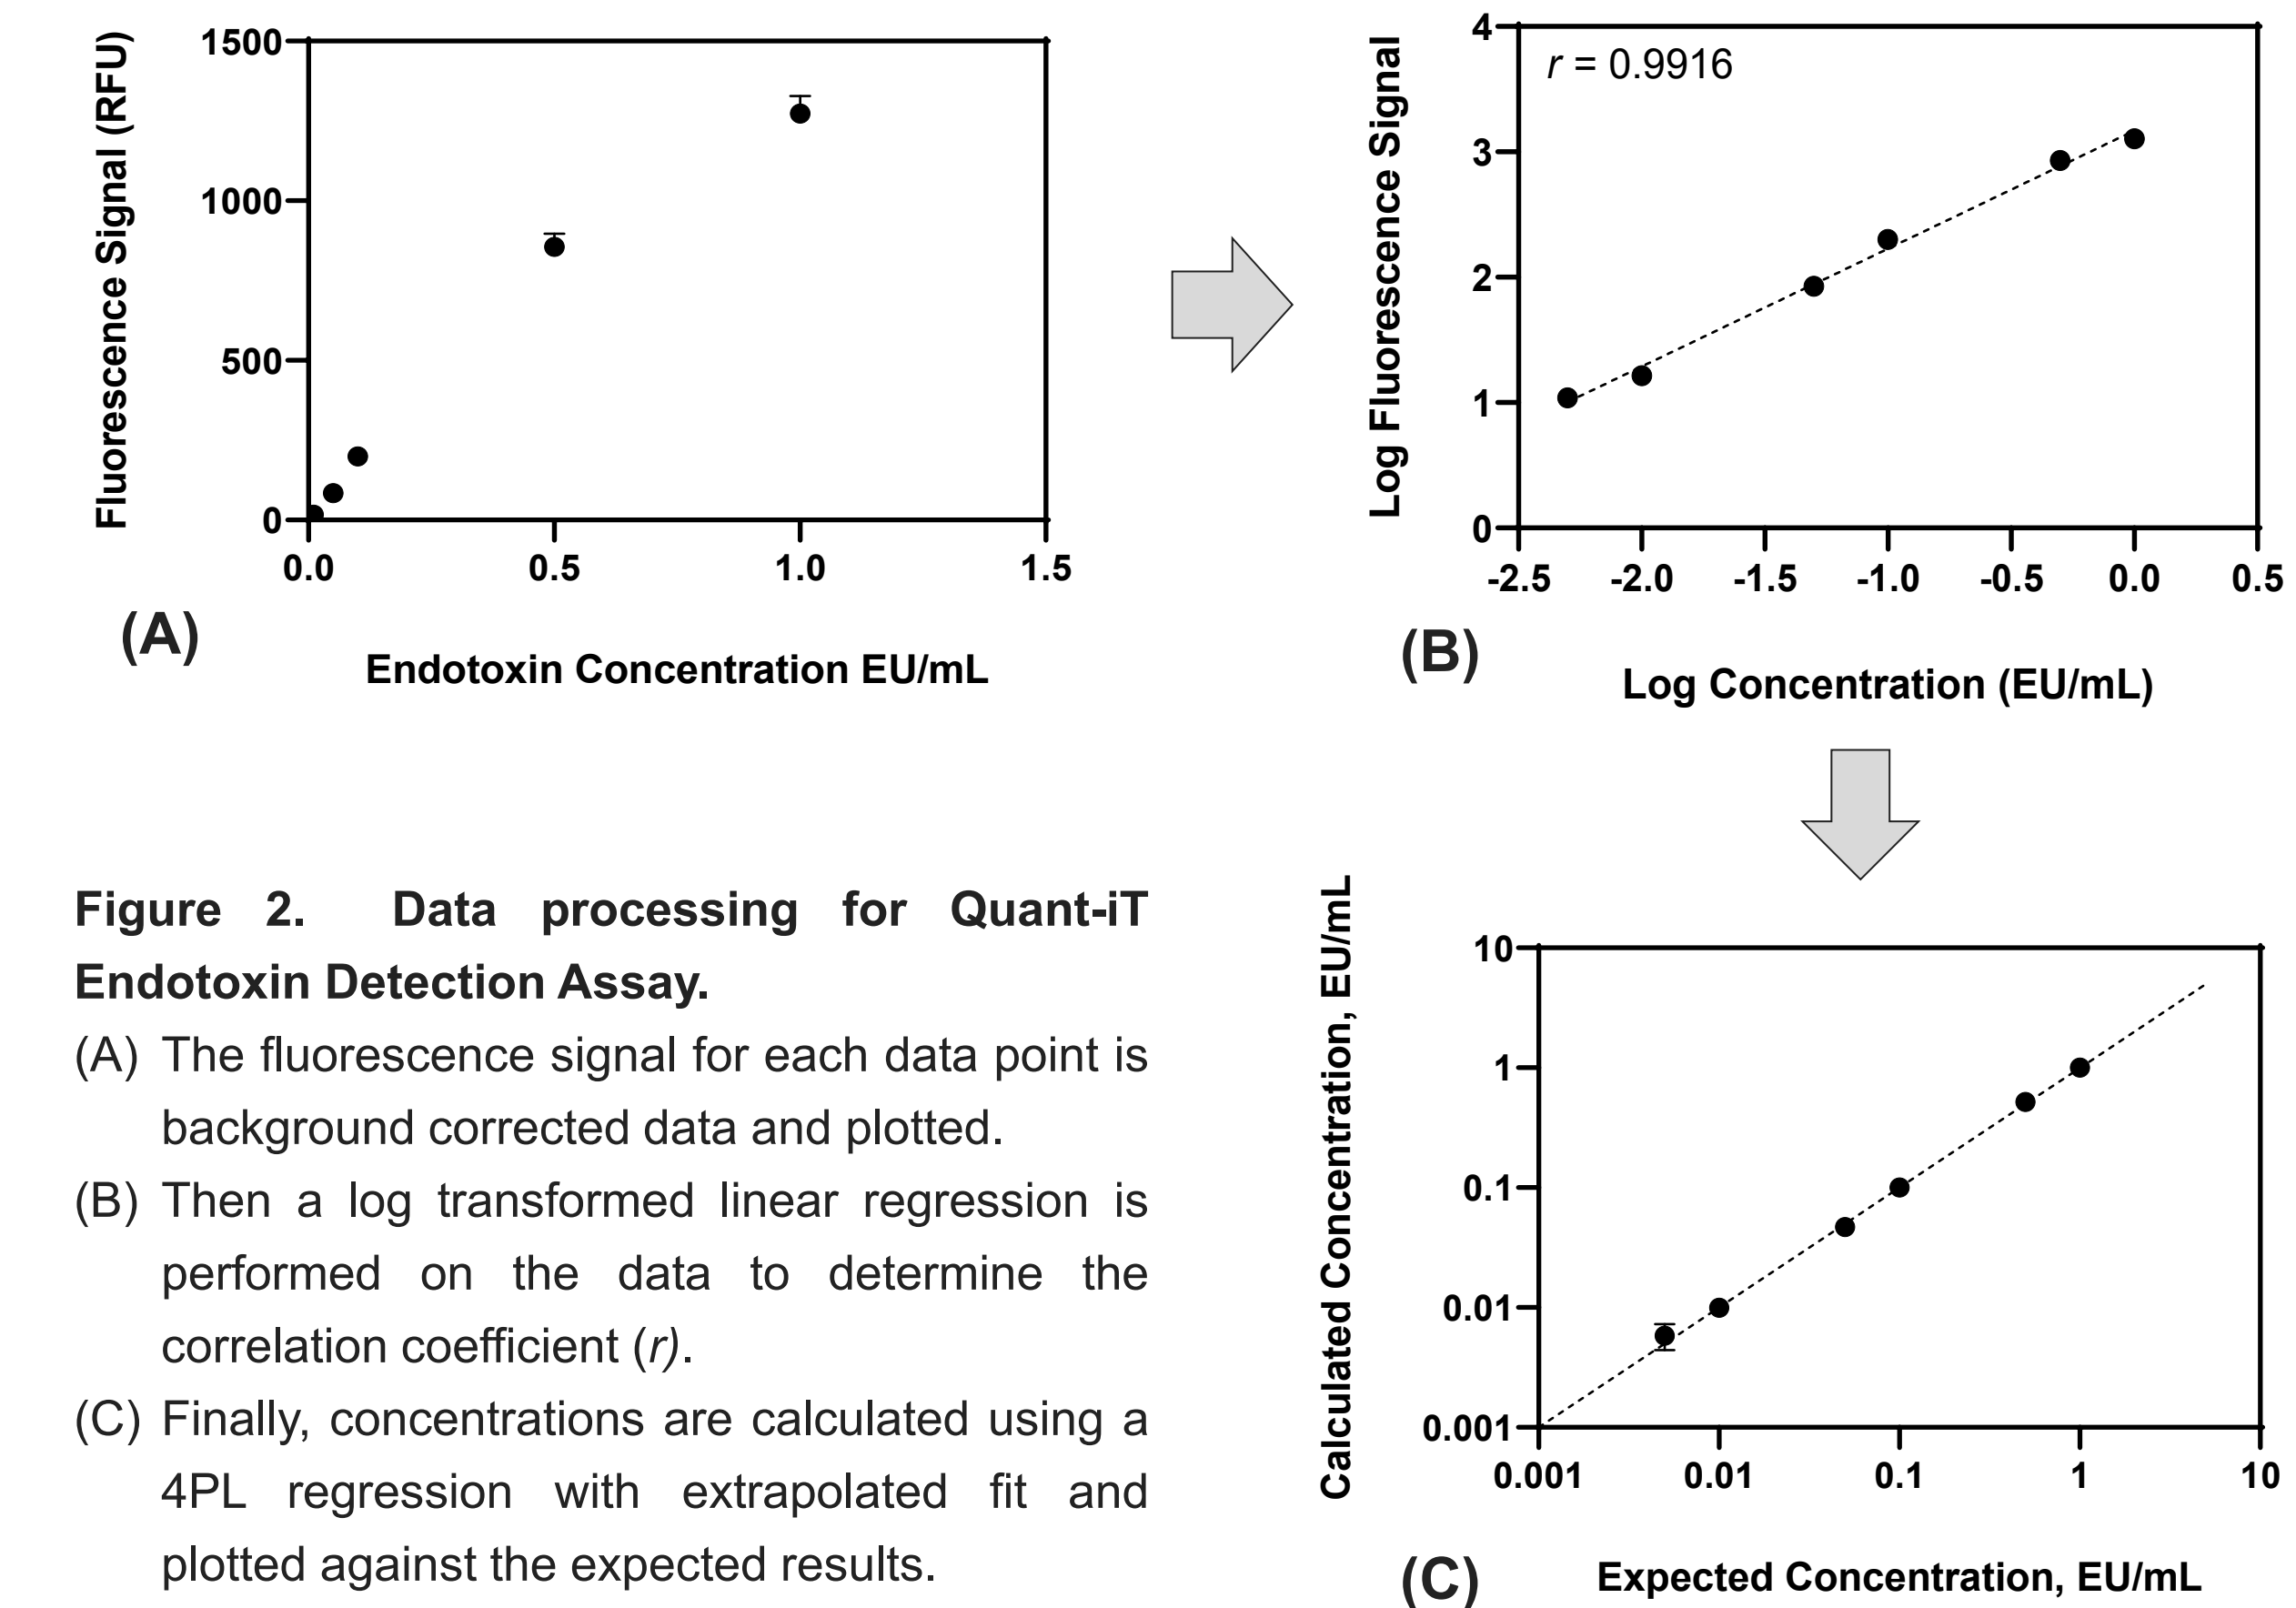 Fluorescence Signal (RFU)
1500
1000
500
0
0.0 0.5 1.0 1.5
(A)
Endotoxin Concentration EU/mL
Log Fluorescence Signal
r = 0.9916
4
3
2
1
0
-2.5 -2.0 -1.5 -1.0 -0.5 0.0 0.5
(B)
Log Concentration (EU/mL)
Figure 2. Data processing for Quant-iT
Endotoxin Detection Assay.
(A) The fluorescence signal for each data point is
background corrected data and plotted.
(B) Then a log transformed linear regression is
performed on the data to determine the
correlation coefficient (r).
(C) Finally, concentrations are calculated using a
4PL regression with extrapolated fit and
plotted against the expected results.
Calculated Concentration, EU/mL
10
1
0.1
0.01
0.001
0.001 0.01 0.1 1 10
(C)
Expected Concentration, EU/mL